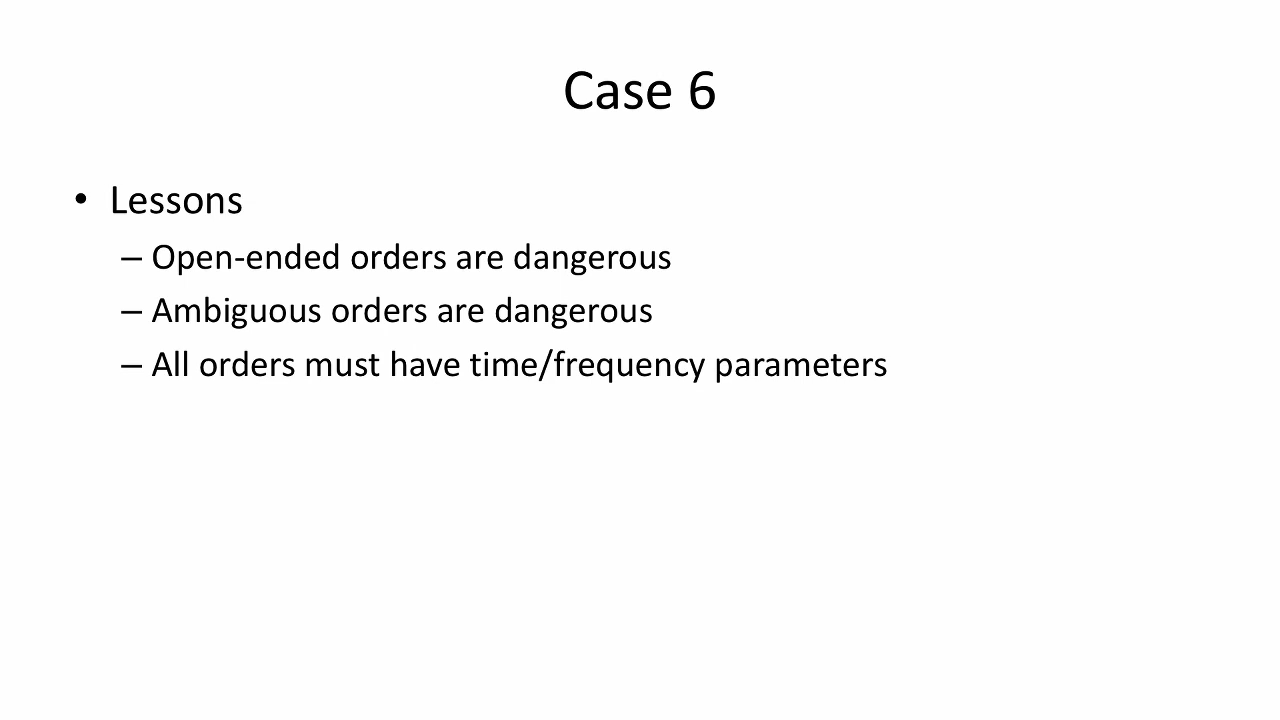 Case 6
• Lessons
– Open-ended orders are dangerous
– Ambiguous orders are dangerous
– All orders must have time/frequency parameters